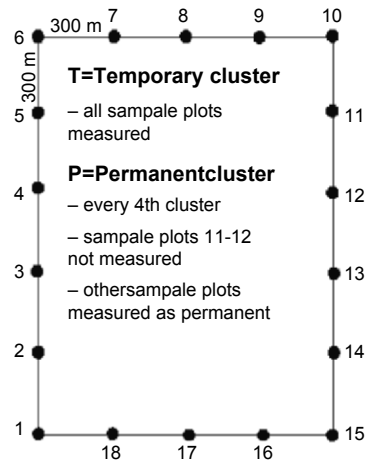 6
300 m
7
8
9
10
300 m
T=Temporary cluster
– all sampale plots
measured
P=Permanentcluster
– every 4th cluster
– sampale plots 11-12
not measured
– othersampale plots
measured as permanent
5
4
3
2
1
11
12
13
14
15
18
17
16